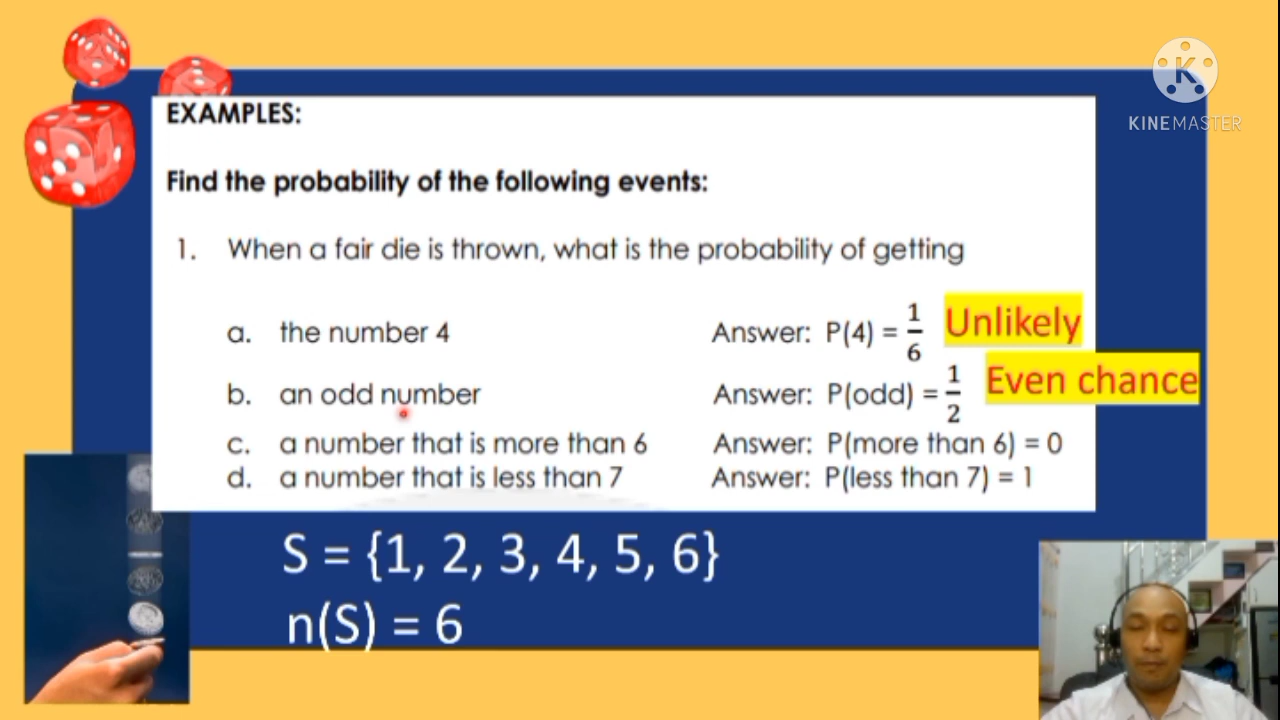 KINEMASTER
EXAMPLES:
Find the probability of the following events:
1. When a fair die is thrown, what is the probability of getting
a. the number 4 Answer: P(4) = 1/6 Unlikely
b. an odd number Answer: P(odd) = 1/2 Even chance
c. a number that is more than 6 Answer: P(more than 6) = 0
d. a number that is less than 7 Answer: P(less than 7) = 1
S = {1, 2, 3, 4, 5, 6}
n(S) = 6